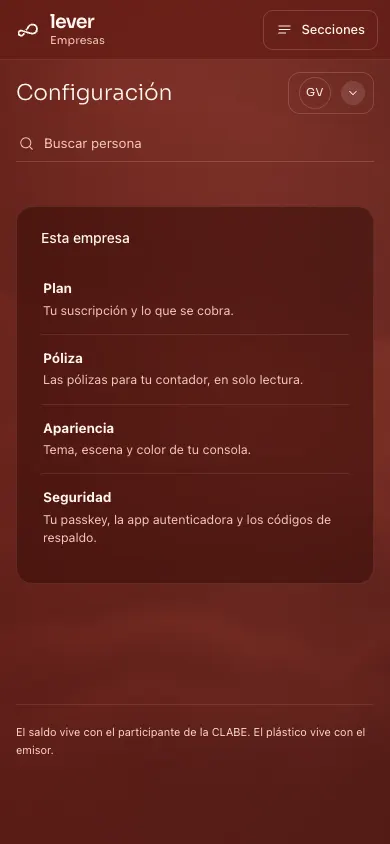 lever
Empresas
Secciones
Configuración
GV
Buscar persona
Esta empresa
Plan
Tu suscripción y lo que se cobra.
Póliza
Las pólizas para tu contador, en solo lectura.
Apariencia
Tema, escena y color de tu consola.
Seguridad
Tu passkey, la app autenticadora y los códigos de
respaldo.
El saldo vive con el participante de la CLABE. El plástico vive con el
emisor.